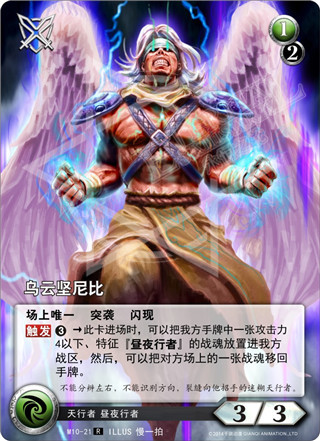 1
2
乌云坚尼比
场上唯一 突袭 闪现
触发 3 →此卡进场时，可以把我方手牌中一张攻击力
4以下、特征『昼夜行者』的战魂放置进我方
战区，然后，可以把对方场上的一张战魂移回
手牌。
不能分辨左右，不能识别方向，裂缝向他招手的迷糊天行者。
天行者 昼夜行者
3 / 3
M10-21 R ILLUS 慢一拍